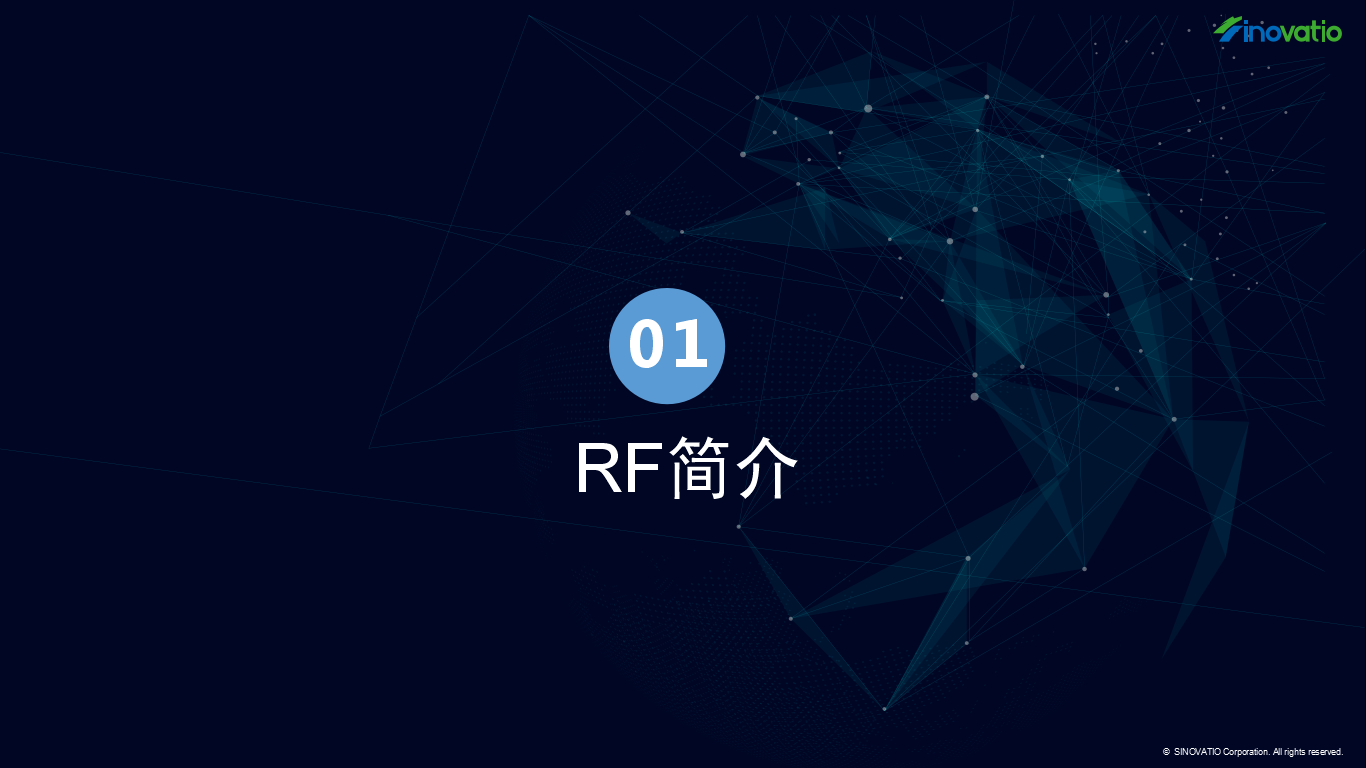 Sinovatio
01
RF简介
© SINOVATIO Corporation. All rights reserved.